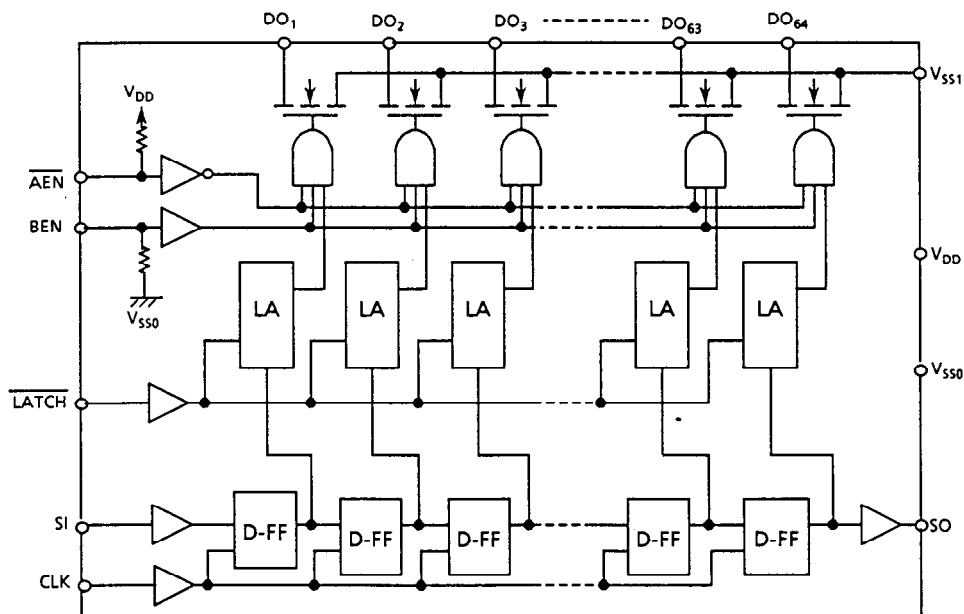 DO1 DO2 DO3 DO63 DO64
VSS1
VDD
AEN
BEN
VDD
LA LA LA LA LA
VSS0
VSS0
LATCH
SI D-FF D-FF D-FF D-FF D-FF SO
CLK